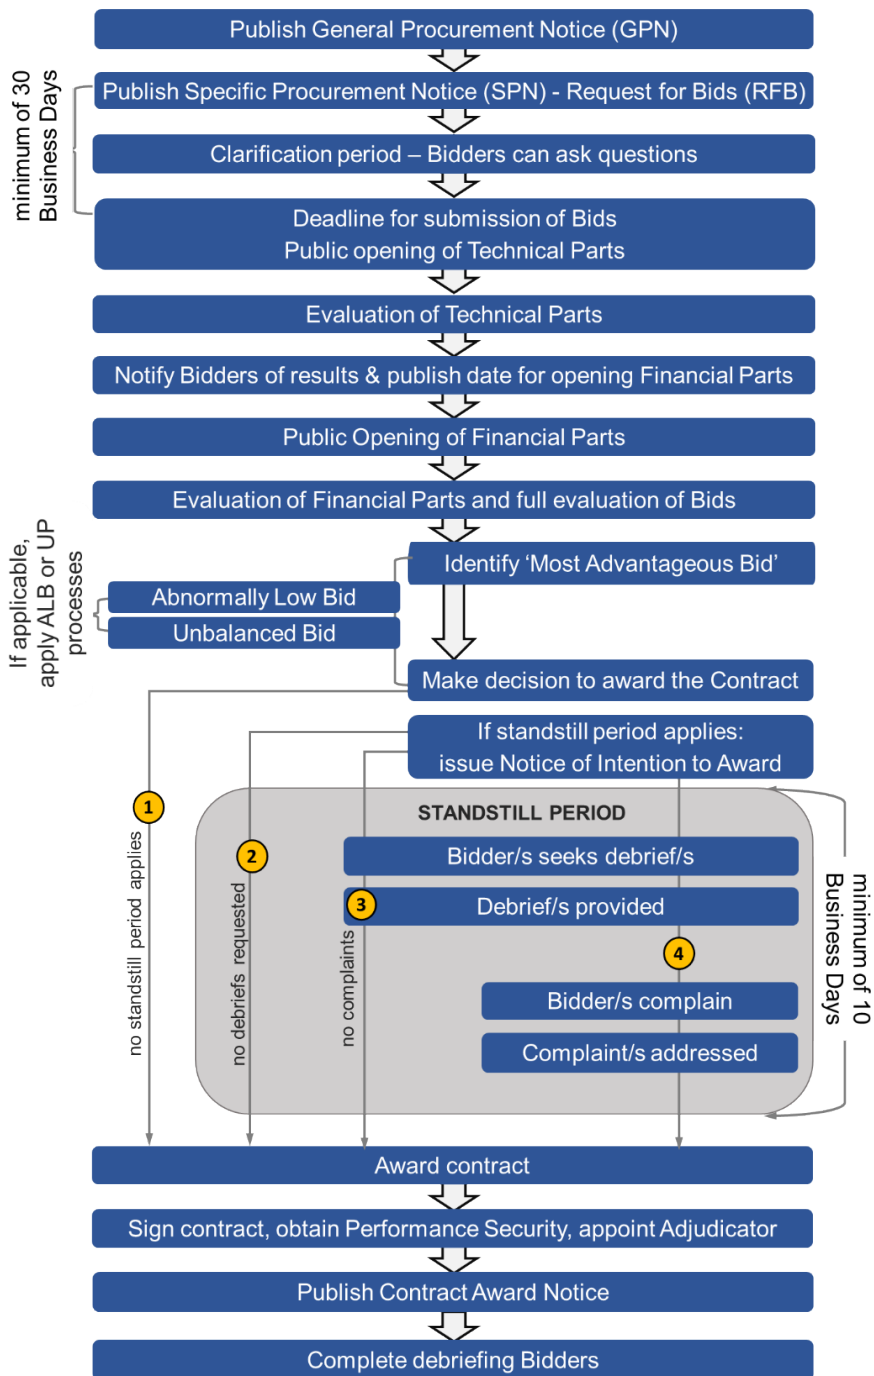 Publish General Procurement Notice (GPN)
minimum of 30
Business Days
Publish Specific Procurement Notice (SPN) - Request for Bids (RFB)
Clarification period – Bidders can ask questions
Deadline for submission of Bids
Public opening of Technical Parts
Evaluation of Technical Parts
Notify Bidders of results & publish date for opening Financial Parts
Public Opening of Financial Parts
Evaluation of Financial Parts and full evaluation of Bids
Identify ‘Most Advantageous Bid’
If applicable,
apply ALB or UP
processes
Abnormally Low Bid
Unbalanced Bid
Make decision to award the Contract
If standstill period applies:
issue Notice of Intention to Award
STANDSTILL PERIOD
1
no standstill period applies
2
no debriefs requested
Bidder/s seeks debrief/s
Debrief/s provided
3
no complaints
4
Bidder/s complain
Complaint/s addressed
minimum of 10
Business Days
Award contract
Sign contract, obtain Performance Security, appoint Adjudicator
Publish Contract Award Notice
Complete debriefing Bidders